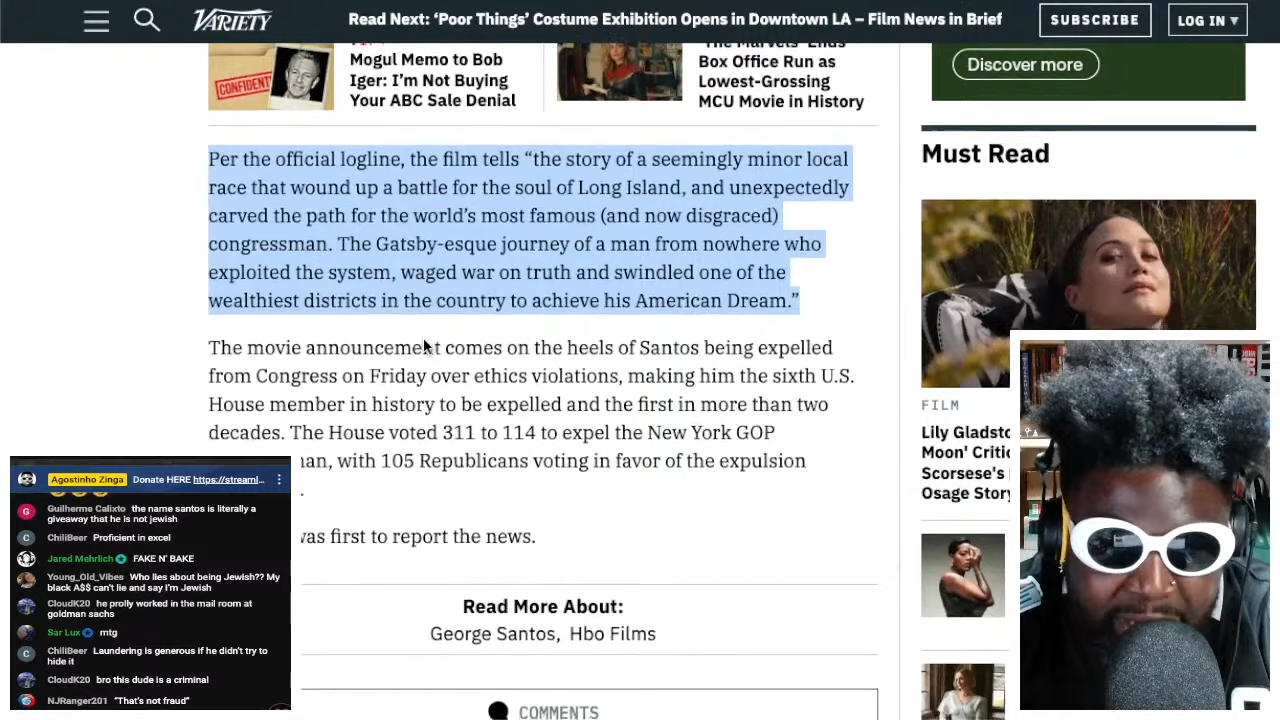 VARIETY
Read Next: ‘Poor Things’ Costume Exhibition Opens in Downtown LA – Film News in Brief
SUBSCRIBE
LOG IN ▾
CONFIDENTIAL
Mogul Memo to Bob
Iger: I’m Not Buying
Your ABC Sale Denial
‘The Marvels’ Ends
Box Office Run as
Lowest-Grossing
MCU Movie in History
Discover more
Per the official logline, the film tells “the story of a seemingly minor local
race that wound up a battle for the soul of Long Island, and unexpectedly
carved the path for the world’s most famous (and now disgraced)
congressman. The Gatsby-esque journey of a man from nowhere who
exploited the system, waged war on truth and swindled one of the
wealthiest districts in the country to achieve his American Dream.”
The movie announcement comes on the heels of Santos being expelled
from Congress on Friday over ethics violations, making him the sixth U.S.
House member in history to be expelled and the first in more than two
decades. The House voted 311 to 114 to expel the New York GOP
an, with 105 Republicans voting in favor of the expulsion
.
was first to report the news.
Read More About:
George Santos, Hbo Films
COMMENTS
Must Read
FILM
Lily Gladsto
Moon' Critic
Scorsese's
Osage Story
Agostinho Zinga Donate HERE https://streaml...
Guilherme Calixto the name santos is literally a
giveaway that he is not jewish
ChiliBeer Proficient in excel
Jared Mehrlich FAKE N' BAKE
Young_Old_Vibes Who lies about being Jewish?? My
black A$$ can't lie and say I'm Jewish
CloudK20 he prolly worked in the mail room at
goldman sachs
Sar Lux mtg
ChiliBeer Laundering is generous if he didn't try to
hide it
CloudK20 bro this dude is a criminal
NJRanger201 "That's not fraud"